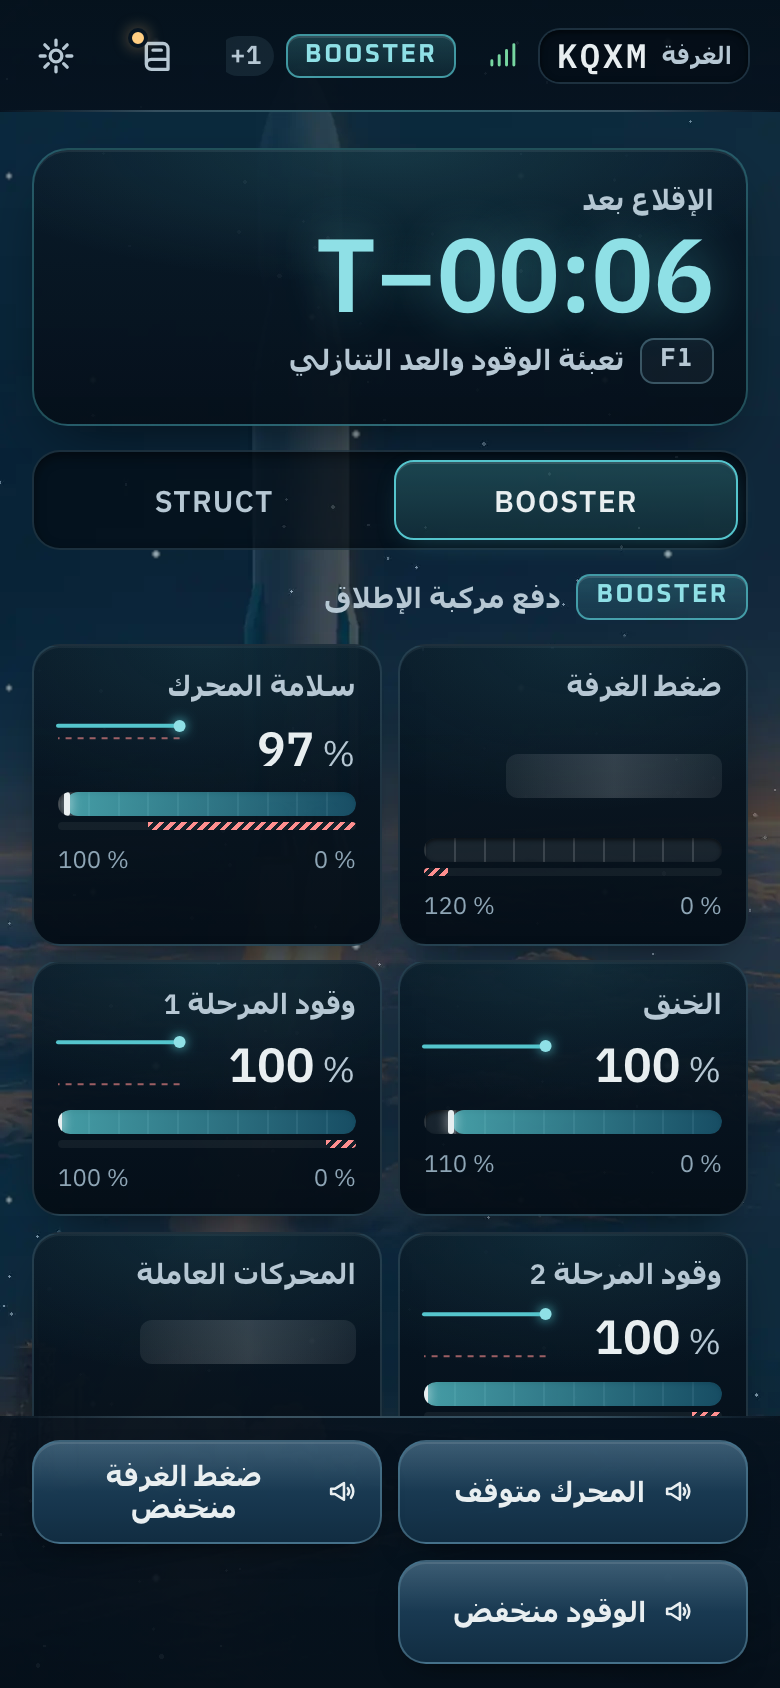 الغرفة KQXM
BOOSTER
+1
الإقلاع بعد
T−00:06
F1 تعبئة الوقود والعد التنازلي
BOOSTER
STRUCT
BOOSTER دفع مركبة الإطلاق
ضغط الغرفة
0 %
120 %
سلامة المحرك
97 %
0 %
100 %
الخنق
100 %
0 %
110 %
وقود المرحلة 1
100 %
0 %
100 %
وقود المرحلة 2
100 %
المحركات العاملة
المحرك متوقف
ضغط الغرفة
منخفض
الوقود منخفض